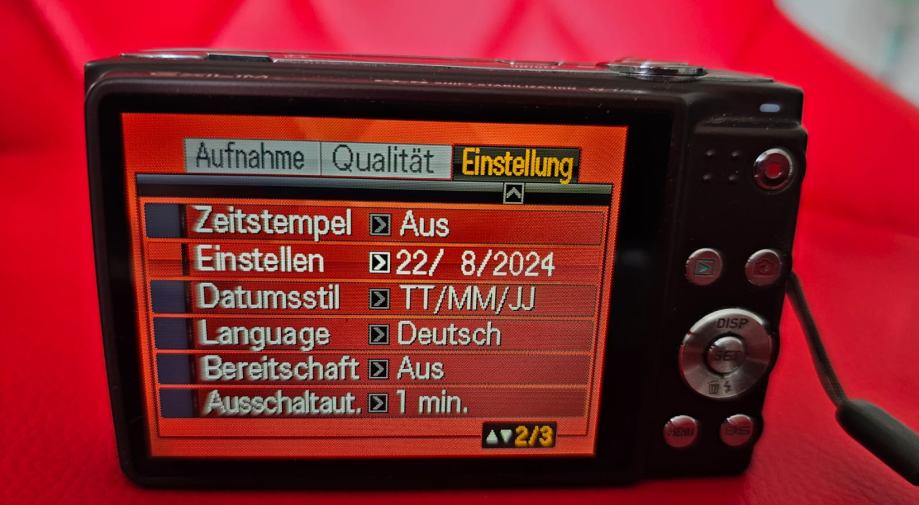 EXILIM
Aufnahme Qualität Einstellung
Zeitstempel Aus
Einstellen 22/ 8/2024
Datumsstil TT/MM/JJ
Language Deutsch
Bereitschaft Aus
Ausschaltaut. 1 min.
2/3
DISP
SET
MENU